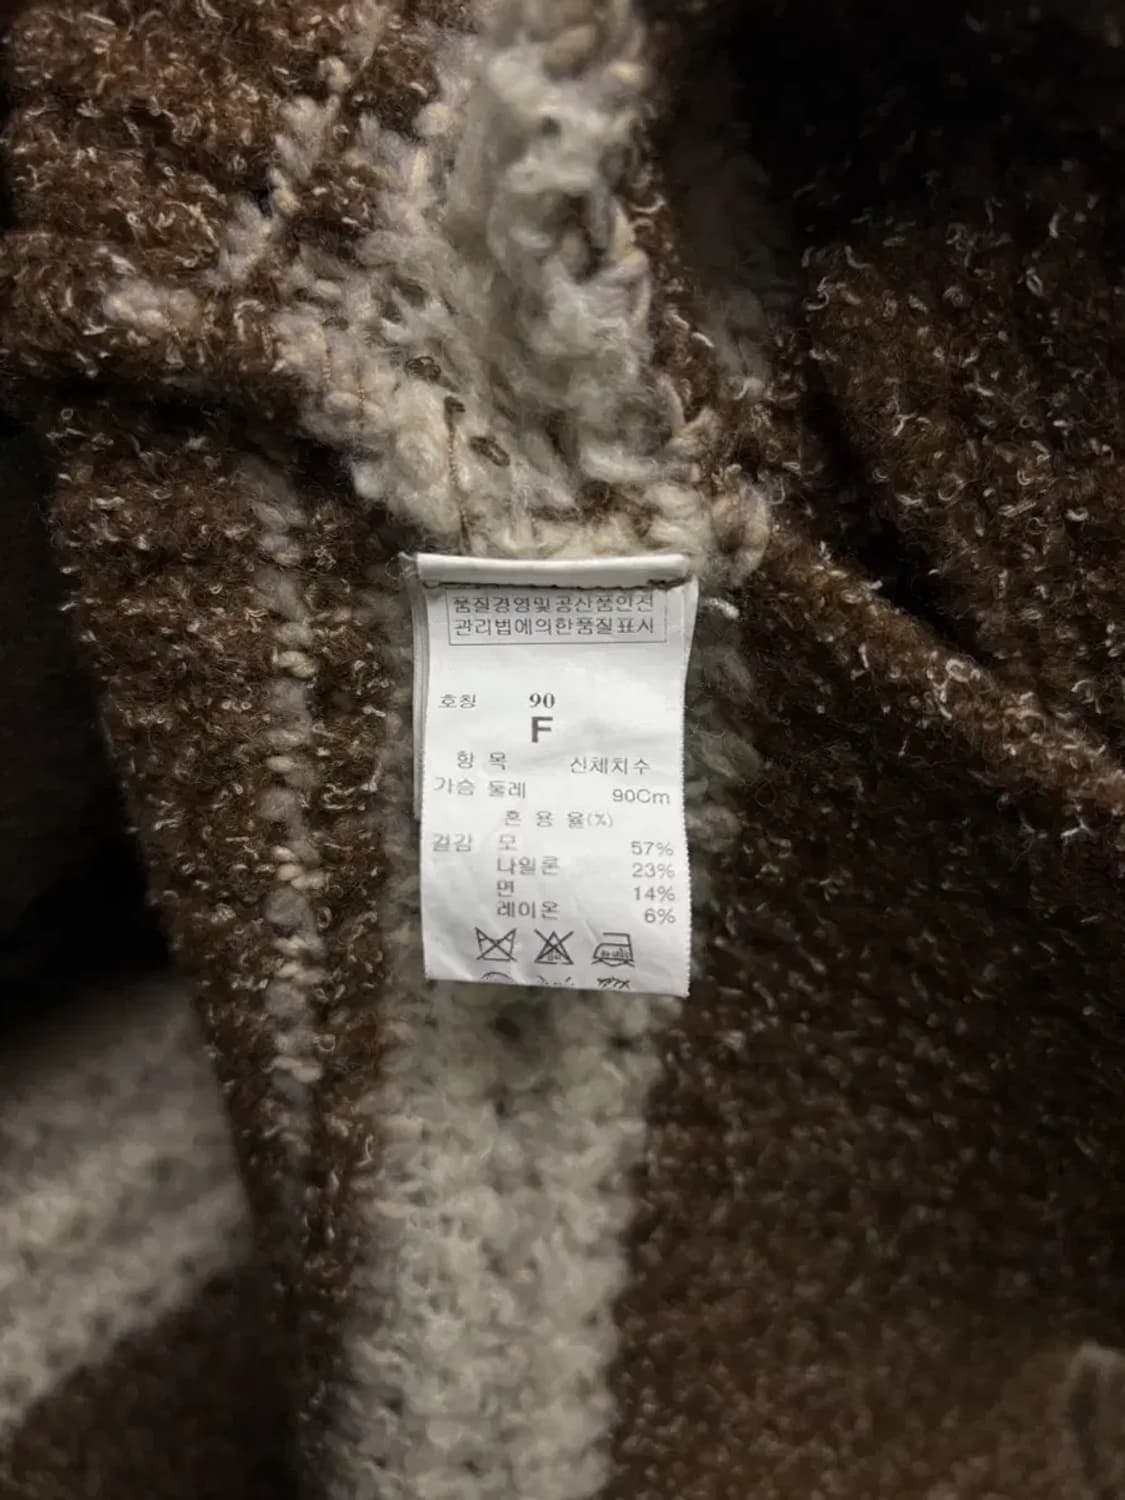 품질경영및공산품안전
관리법에의한품질표시
호칭 90
F
항 목 신체치수
가슴 둘레 90Cm
혼 용 율(%)
겉감 모 57%
나일론 23%
면 14%
레이온 6%